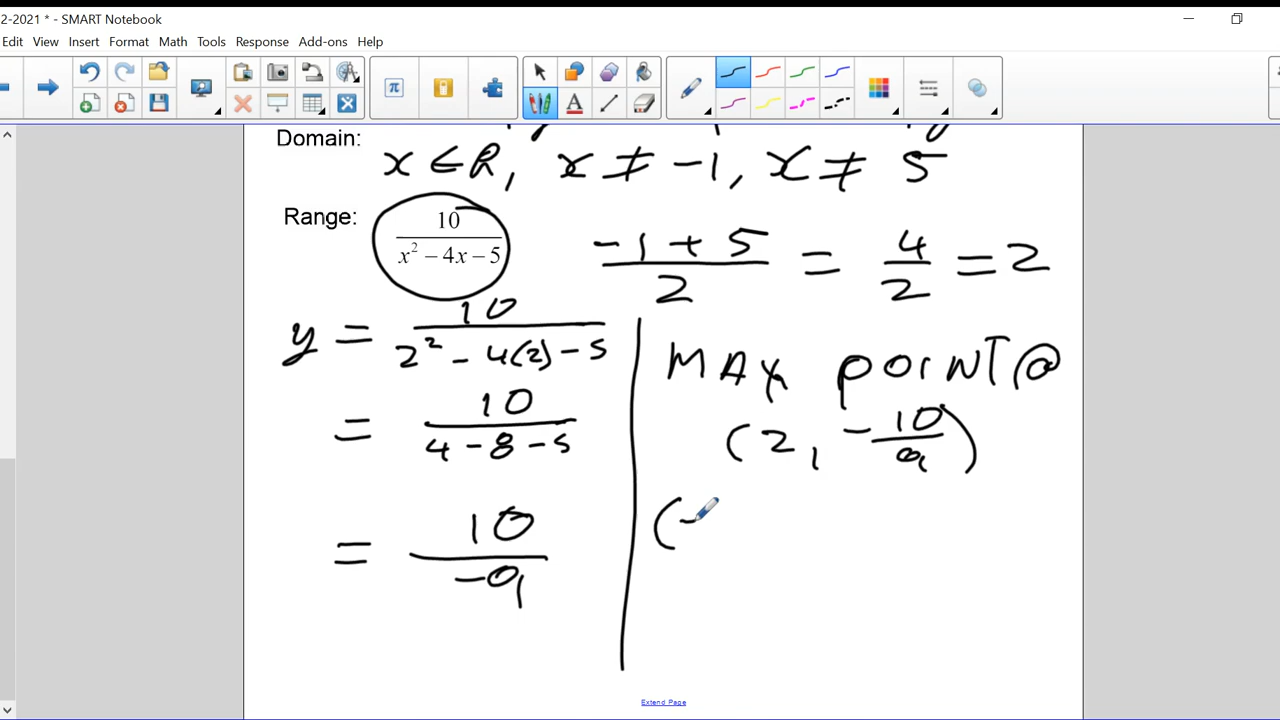 2-2021 * - SMART Notebook
Edit View Insert Format Math Tools Response Add-ons Help
Domain:
x ∈ R, x ≠ -1, x ≠ 5
Range:
10 / (x² − 4x − 5)
(-1 + 5) / 2 = 4/2 = 2
y = 10 / (2² - 4(2) - 5)
= 10 / (4 - 8 - 5)
= 10 / -9
MAX POINT @
(2, -10/9)
(-
Extend Page